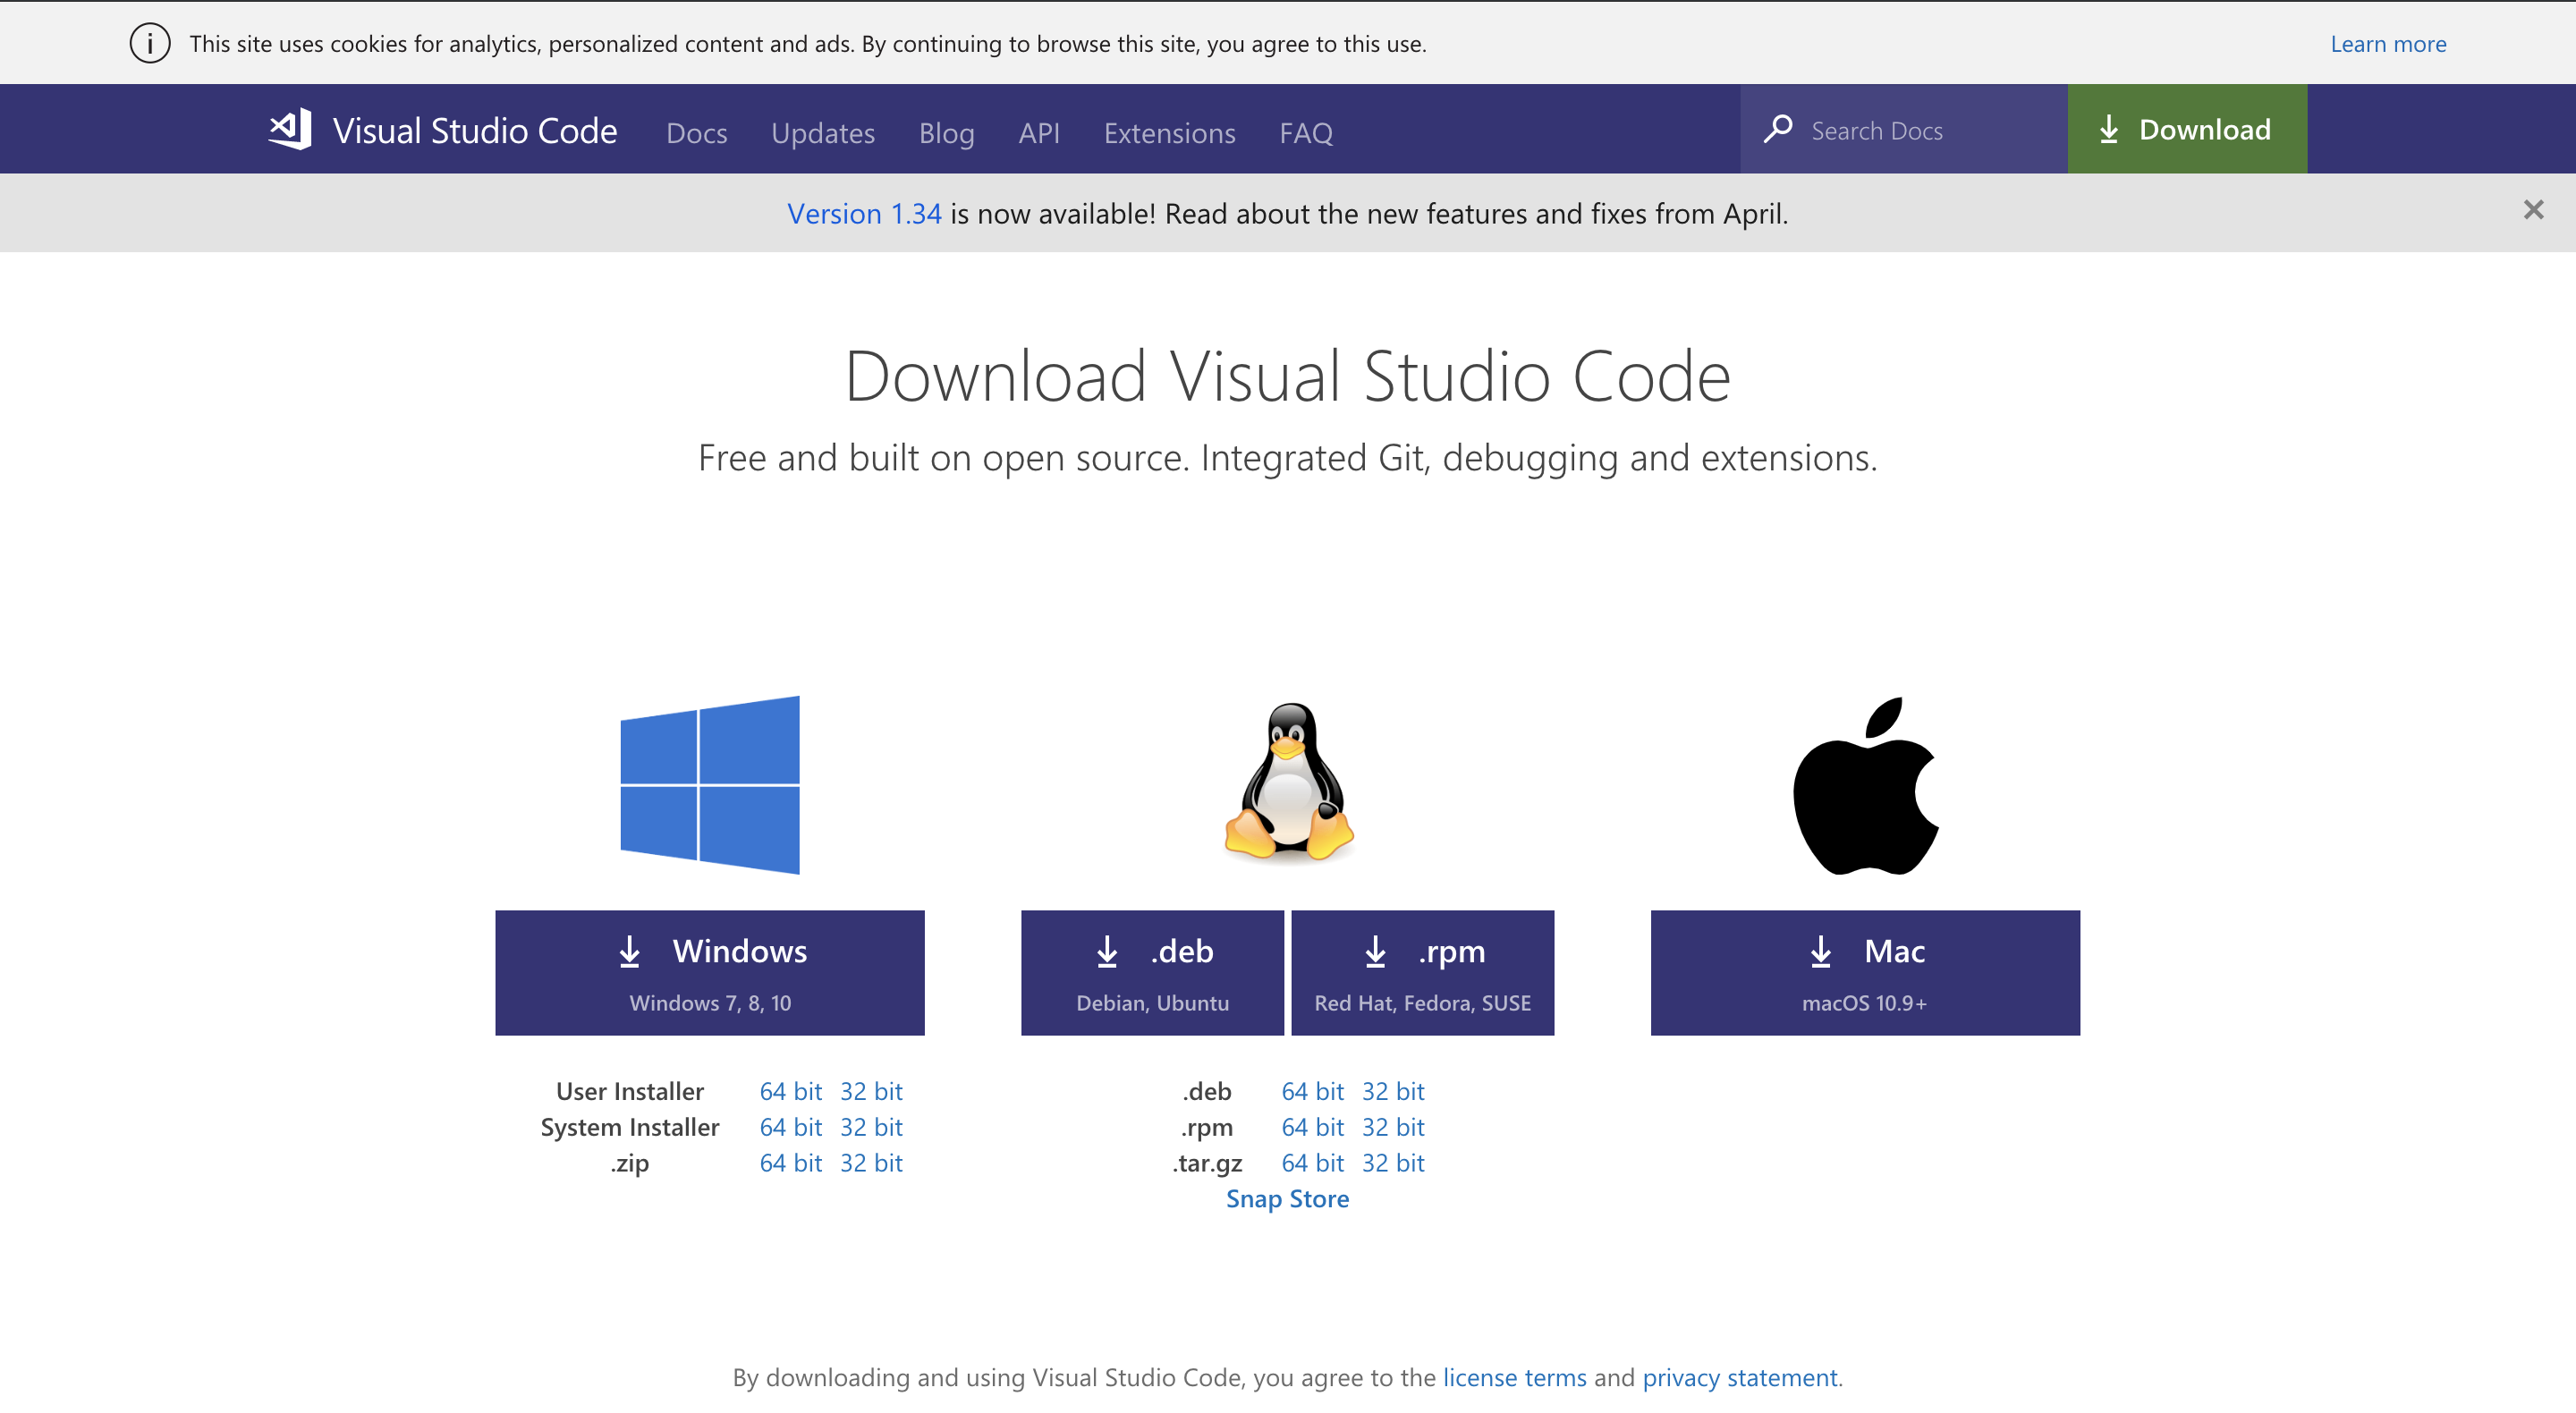 This site uses cookies for analytics, personalized content and ads. By continuing to browse this site, you agree to this use. Learn more
Visual Studio Code Docs Updates Blog API Extensions FAQ Search Docs Download
Version 1.34 is now available! Read about the new features and fixes from April.
Download Visual Studio Code
Free and built on open source. Integrated Git, debugging and extensions.
Windows
Windows 7, 8, 10
User Installer 64 bit 32 bit
System Installer 64 bit 32 bit
.zip 64 bit 32 bit
.deb
Debian, Ubuntu
.rpm
Red Hat, Fedora, SUSE
.deb 64 bit 32 bit
.rpm 64 bit 32 bit
.tar.gz 64 bit 32 bit
Snap Store
Mac
macOS 10.9+
By downloading and using Visual Studio Code, you agree to the license terms and privacy statement.